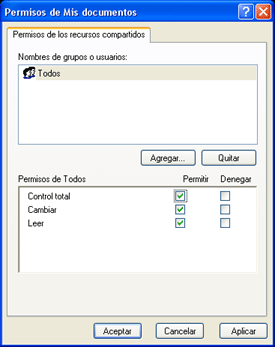 Permisos de Mis documentos
Permisos de los recursos compartidos
Nombres de grupos o usuarios:
Todos
Agregar... Quitar
Permisos de Todos Permitir Denegar
Control total
Cambiar
Leer
Aceptar Cancelar Aplicar